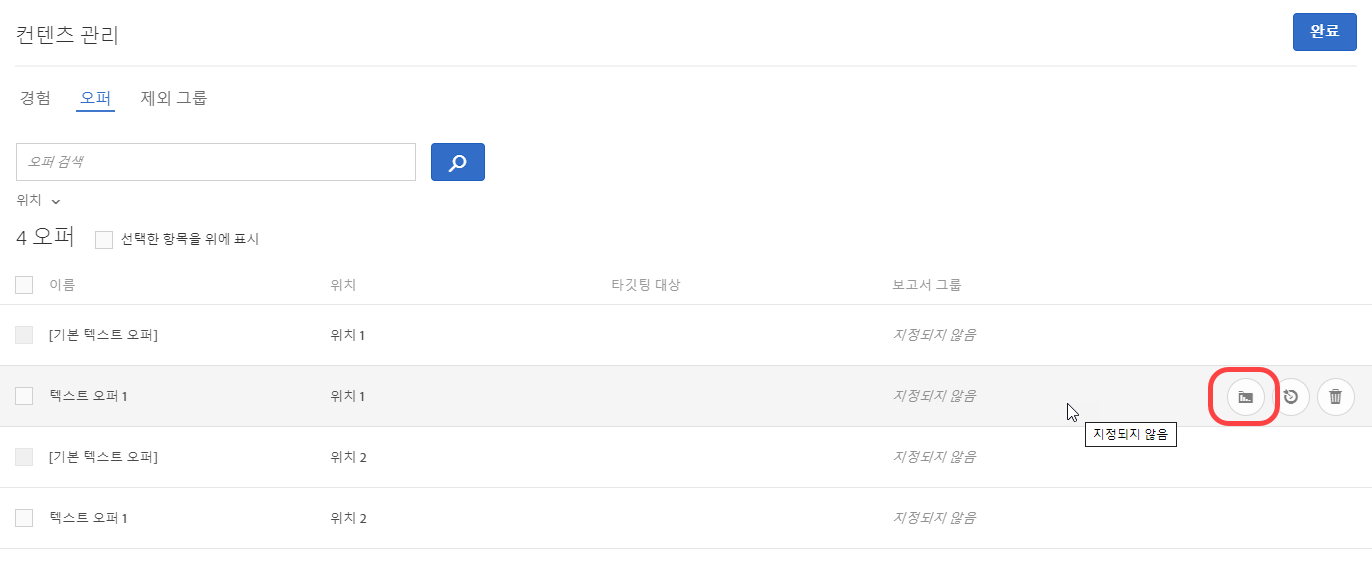 컨텐츠 관리
완료
경험 오퍼 제외 그룹
오퍼 검색
위치
4 오퍼 선택한 항목을 위에 표시
이름 위치 타깃팅 대상 보고서 그룹
[기본 텍스트 오퍼] 위치 1 지정되지 않음
텍스트 오퍼 1 위치 1 지정되지 않음
지정되지 않음
[기본 텍스트 오퍼] 위치 2 지정되지 않음
텍스트 오퍼 1 위치 2 지정되지 않음